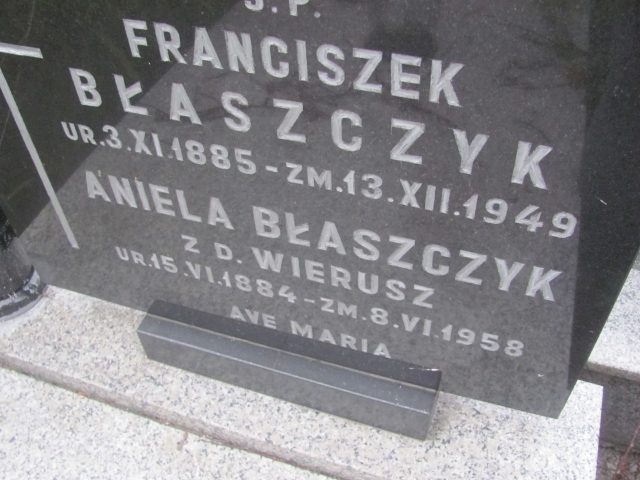 Ś.P.
FRANCISZEK
BŁASZCZYK
UR.3.XI.1885-ZM.13.XII.1949
ANIELA BŁASZCZYK
Z D. WIERUSZ
UR.15.VI.1884-ZM.8.VI.1958
AVE MARIA